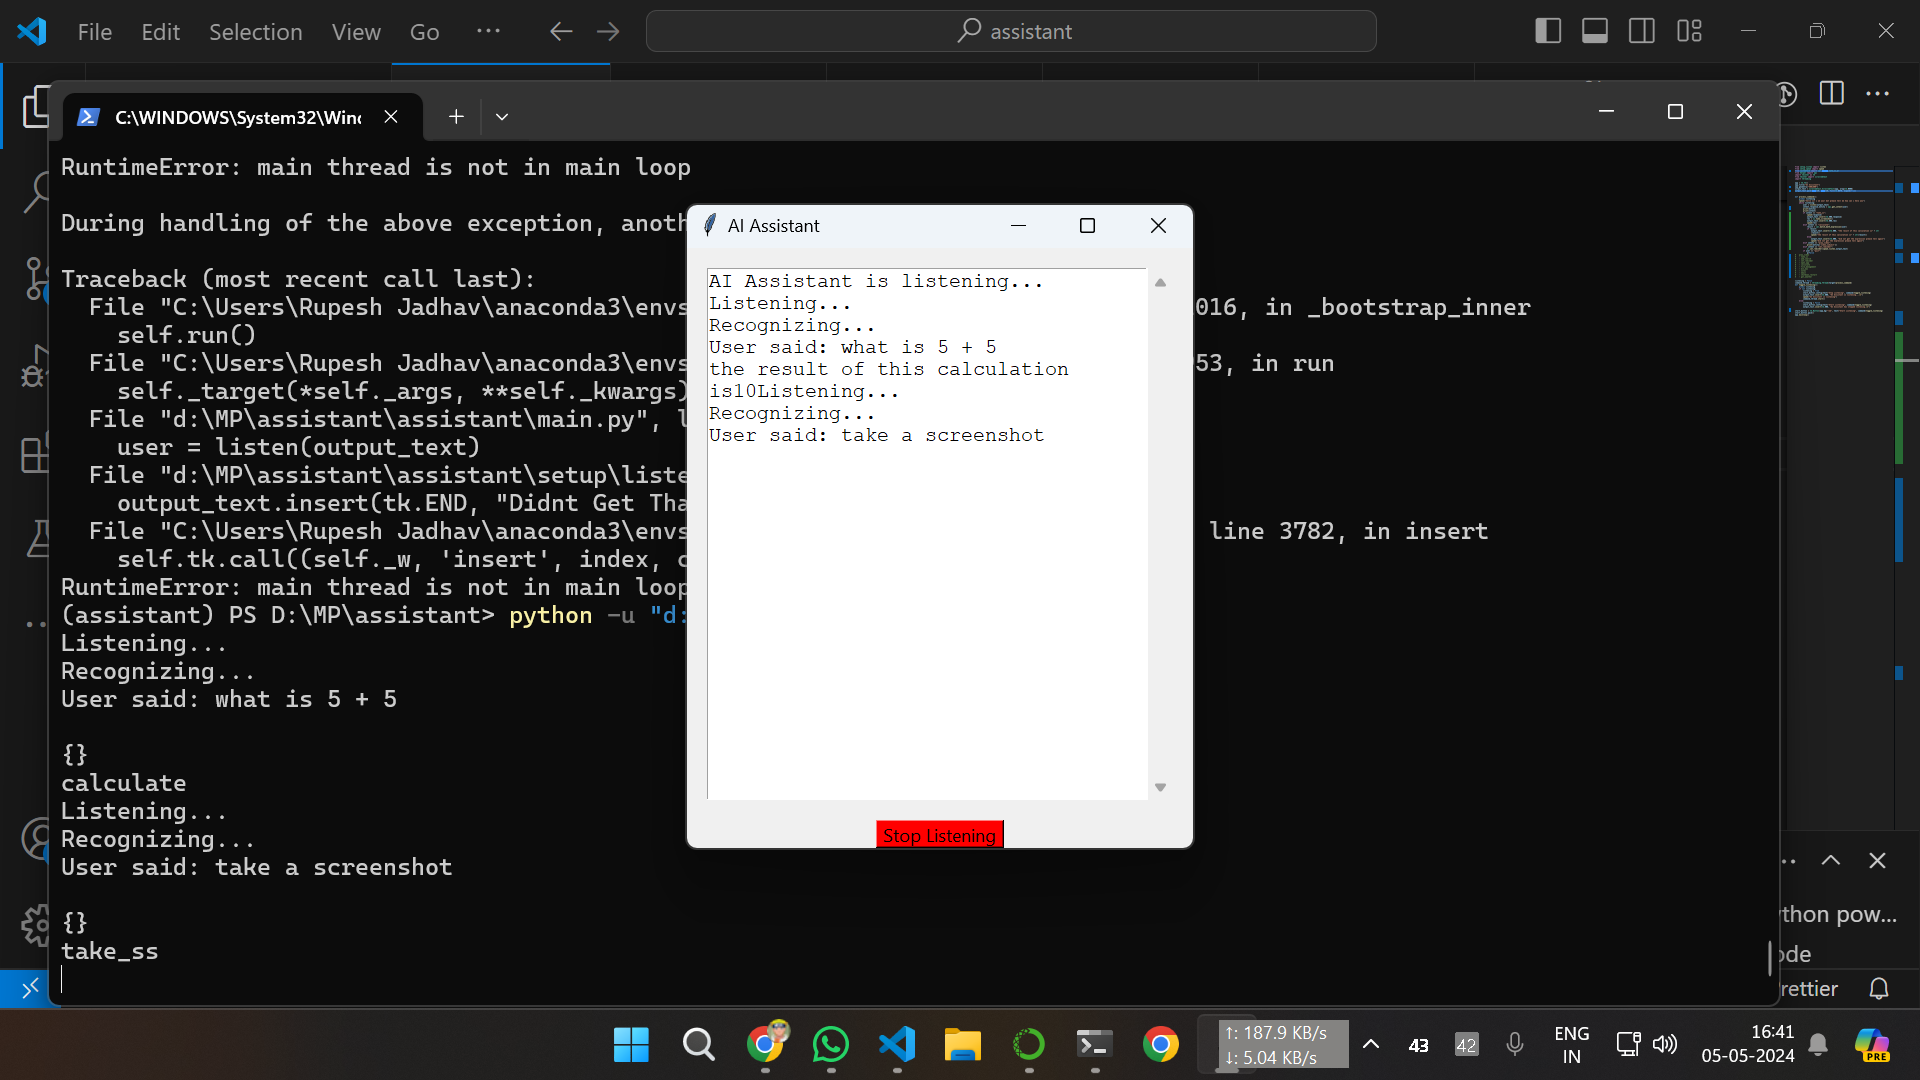 File Edit Selection View Go ...
assistant
C:\WINDOWS\System32\Wind
RuntimeError: main thread is not in main loop
During handling of the above exception, anoth
Traceback (most recent call last):
File "C:\Users\Rupesh Jadhav\anaconda3\envs 016, in _bootstrap_inner
self.run()
File "C:\Users\Rupesh Jadhav\anaconda3\envs 53, in run
self._target(*self._args, **self._kwargs)
File "d:\MP\assistant\assistant\main.py", l
user = listen(output_text)
File "d:\MP\assistant\assistant\setup\liste
output_text.insert(tk.END, "Didnt Get Tha
File "C:\Users\Rupesh Jadhav\anaconda3\envs line 3782, in insert
self.tk.call((self._w, 'insert', index, c
RuntimeError: main thread is not in main loop
(assistant) PS D:\MP\assistant> python -u "d:
Listening...
Recognizing...
User said: what is 5 + 5
{}
calculate
Listening...
Recognizing...
User said: take a screenshot
{}
take_ss
AI Assistant
AI Assistant is listening...
Listening...
Recognizing...
User said: what is 5 + 5
the result of this calculation
is10Listening...
Recognizing...
User said: take a screenshot
Stop Listening
thon pow...
ode
rettier
↑: 187.9 KB/s
↓: 5.04 KB/s
43
42
ENG
IN
16:41
05-05-2024
PRE